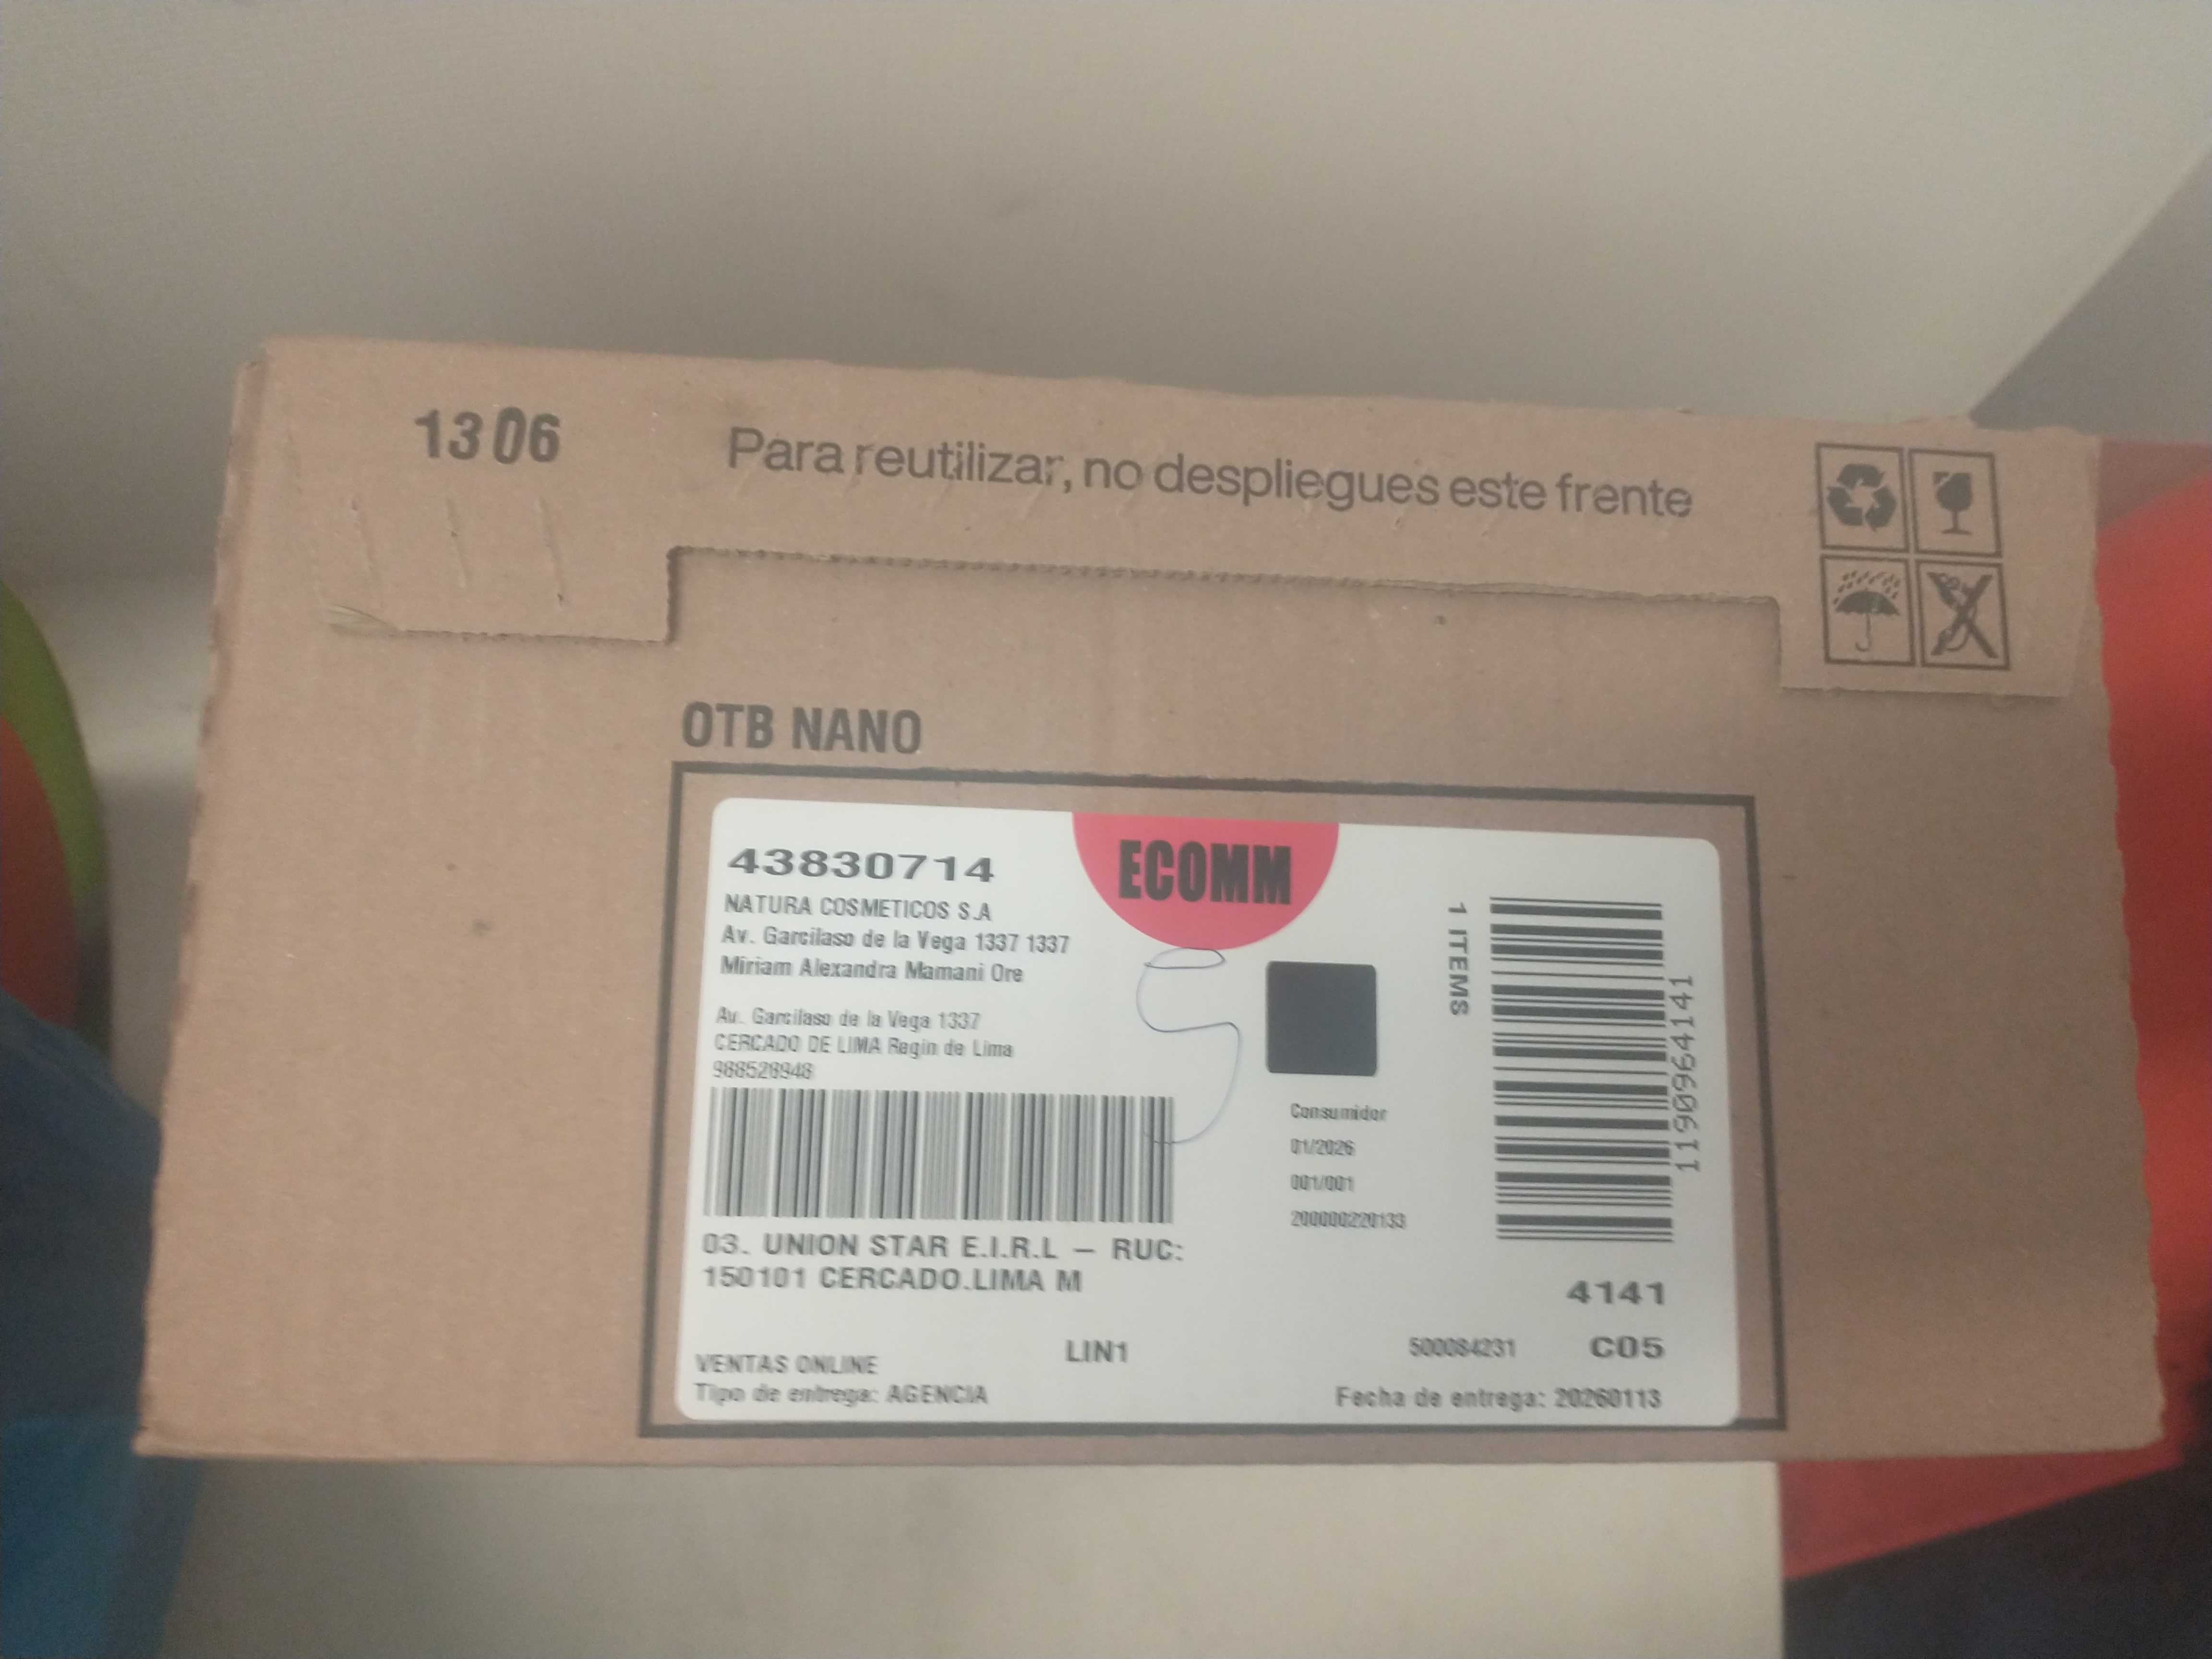 1306
Para reutilizar, no despliegues este frente
OTB NANO
ECOMM
43830714
NATURA COSMETICOS S.A
Av. Garcilaso de la Vega 1337 1337
Miriam Alexandra Mamani Ore
Av. Garcilaso de la Vega 1337
CERCADO DE LIMA Regin de Lima
988528948
1 ITEMS
1190964141
Consumidor
01/2026
001/001
200000220133
03. UNION STAR E.I.R.L – RUC:
150101 CERCADO.LIMA M
4141
VENTAS ONLINE
LIN1
500084231
C05
Tipo de entrega: AGENCIA
Fecha de entrega: 20260113